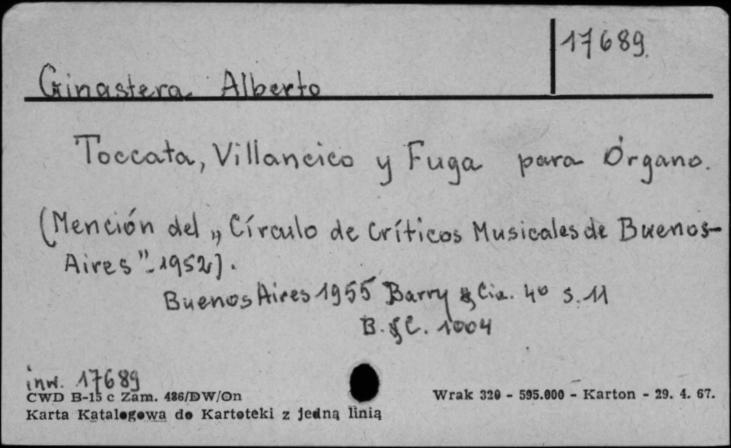 17689
Ginastera Alberto
Toccata, Villancico y Fuga para Órgano.
(Mención del „Círculo de Críticos Musicales de Buenos-
Aires"-1952).
Buenos Aires 1955 Barry & Cia. 4° s. 11
B. & C. 1004
inw. 17689
CWD B-15 c Zam. 486/DW/On
Wrak 320 - 595.000 - Karton - 29. 4. 67.
Karta Katalogowa do Kartoteki z jedną linią